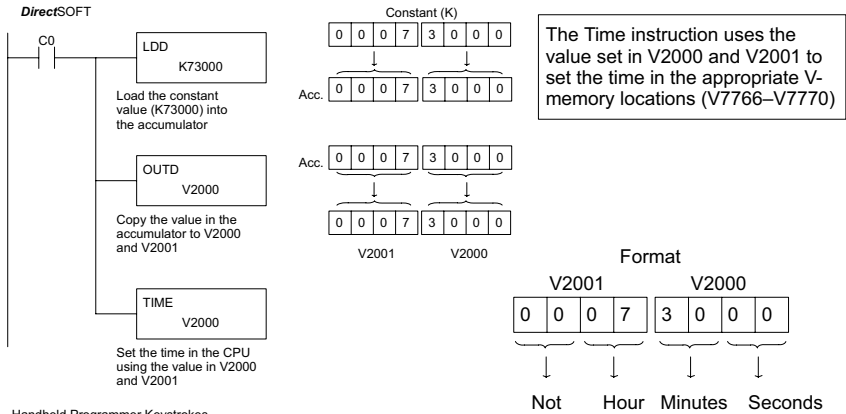 DirectSOFT
C0
LDD
K73000
Load the constant
value (K73000) into
the accumulator
OUTD
V2000
Copy the value in the
accumulator to V2000
and V2001
TIME
V2000
Set the time in the CPU
using the value in V2000
and V2001
Constant (K)
0 0 0 7 3 0 0 0
Acc. 0 0 0 7 3 0 0 0
Acc. 0 0 0 7 3 0 0 0
0 0 0 7 3 0 0 0
V2001 V2000
The Time instruction uses the
value set in V2000 and V2001 to
set the time in the appropriate V-
memory locations (V7766–V7770)
Format
V2001 V2000
0 0 0 7 3 0 0 0
Not Hour Minutes Seconds
Handheld Programmer Keystrokes